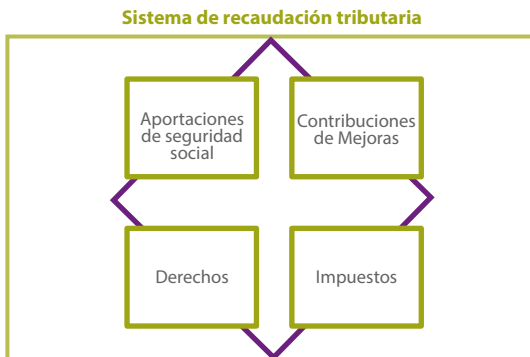 Sistema de recaudación tributaria
Aportaciones
de seguridad
social
Contribuciones
de Mejoras
Derechos
Impuestos